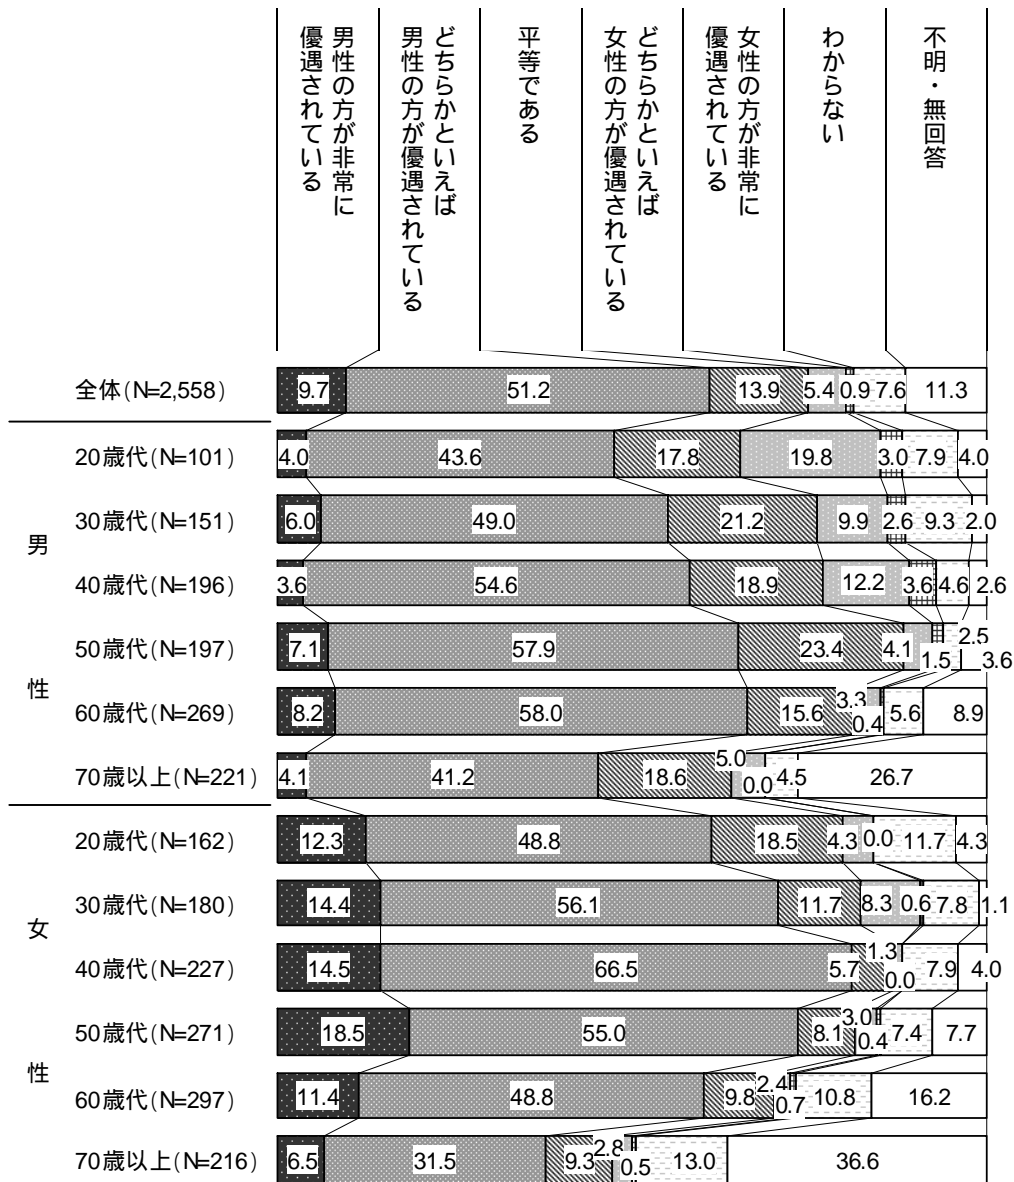 男性の方が非常に
優遇されている
どちらかといえば
男性の方が優遇されている
平等である
どちらかといえば
女性の方が優遇されている
女性の方が非常に
優遇されている
わからない
不明・無回答
全体(N=2,558) 9.7 51.2 13.9 5.4 0.9 7.6 11.3
男性
20歳代(N=101) 4.0 43.6 17.8 19.8 3.0 7.9 4.0
30歳代(N=151) 6.0 49.0 21.2 9.9 2.6 9.3 2.0
40歳代(N=196) 3.6 54.6 18.9 12.2 3.6 4.6 2.6
50歳代(N=197) 7.1 57.9 23.4 4.1 1.5 2.5 3.6
60歳代(N=269) 8.2 58.0 15.6 3.3 0.4 5.6 8.9
70歳以上(N=221) 4.1 41.2 18.6 5.0 0.0 4.5 26.7
女性
20歳代(N=162) 12.3 48.8 18.5 4.3 0.0 11.7 4.3
30歳代(N=180) 14.4 56.1 11.7 8.3 0.6 7.8 1.1
40歳代(N=227) 14.5 66.5 5.7 1.3 0.0 7.9 4.0
50歳代(N=271) 18.5 55.0 8.1 3.0 0.4 7.4 7.7
60歳代(N=297) 11.4 48.8 9.8 2.4 0.7 10.8 16.2
70歳以上(N=216) 6.5 31.5 9.3 2.8 0.5 13.0 36.6